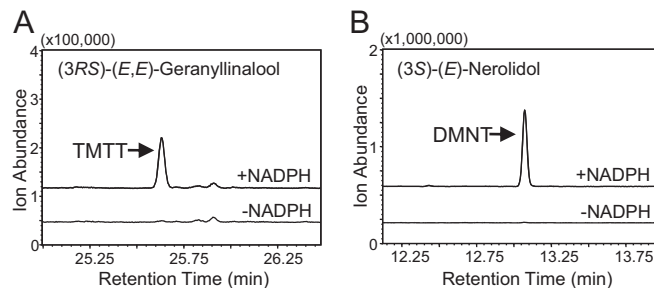 A
(x100,000)
4
3
2
1
0
Ion Abundance
(3RS)-(E,E)-Geranyllinalool
TMTT
+NADPH
-NADPH
25.25
25.75
26.25
Retention Time (min)
B
(x1,000,000)
2
1
0
Ion Abundance
(3S)-(E)-Nerolidol
DMNT
+NADPH
-NADPH
12.25
12.75
13.25
13.75
Retention Time (min)